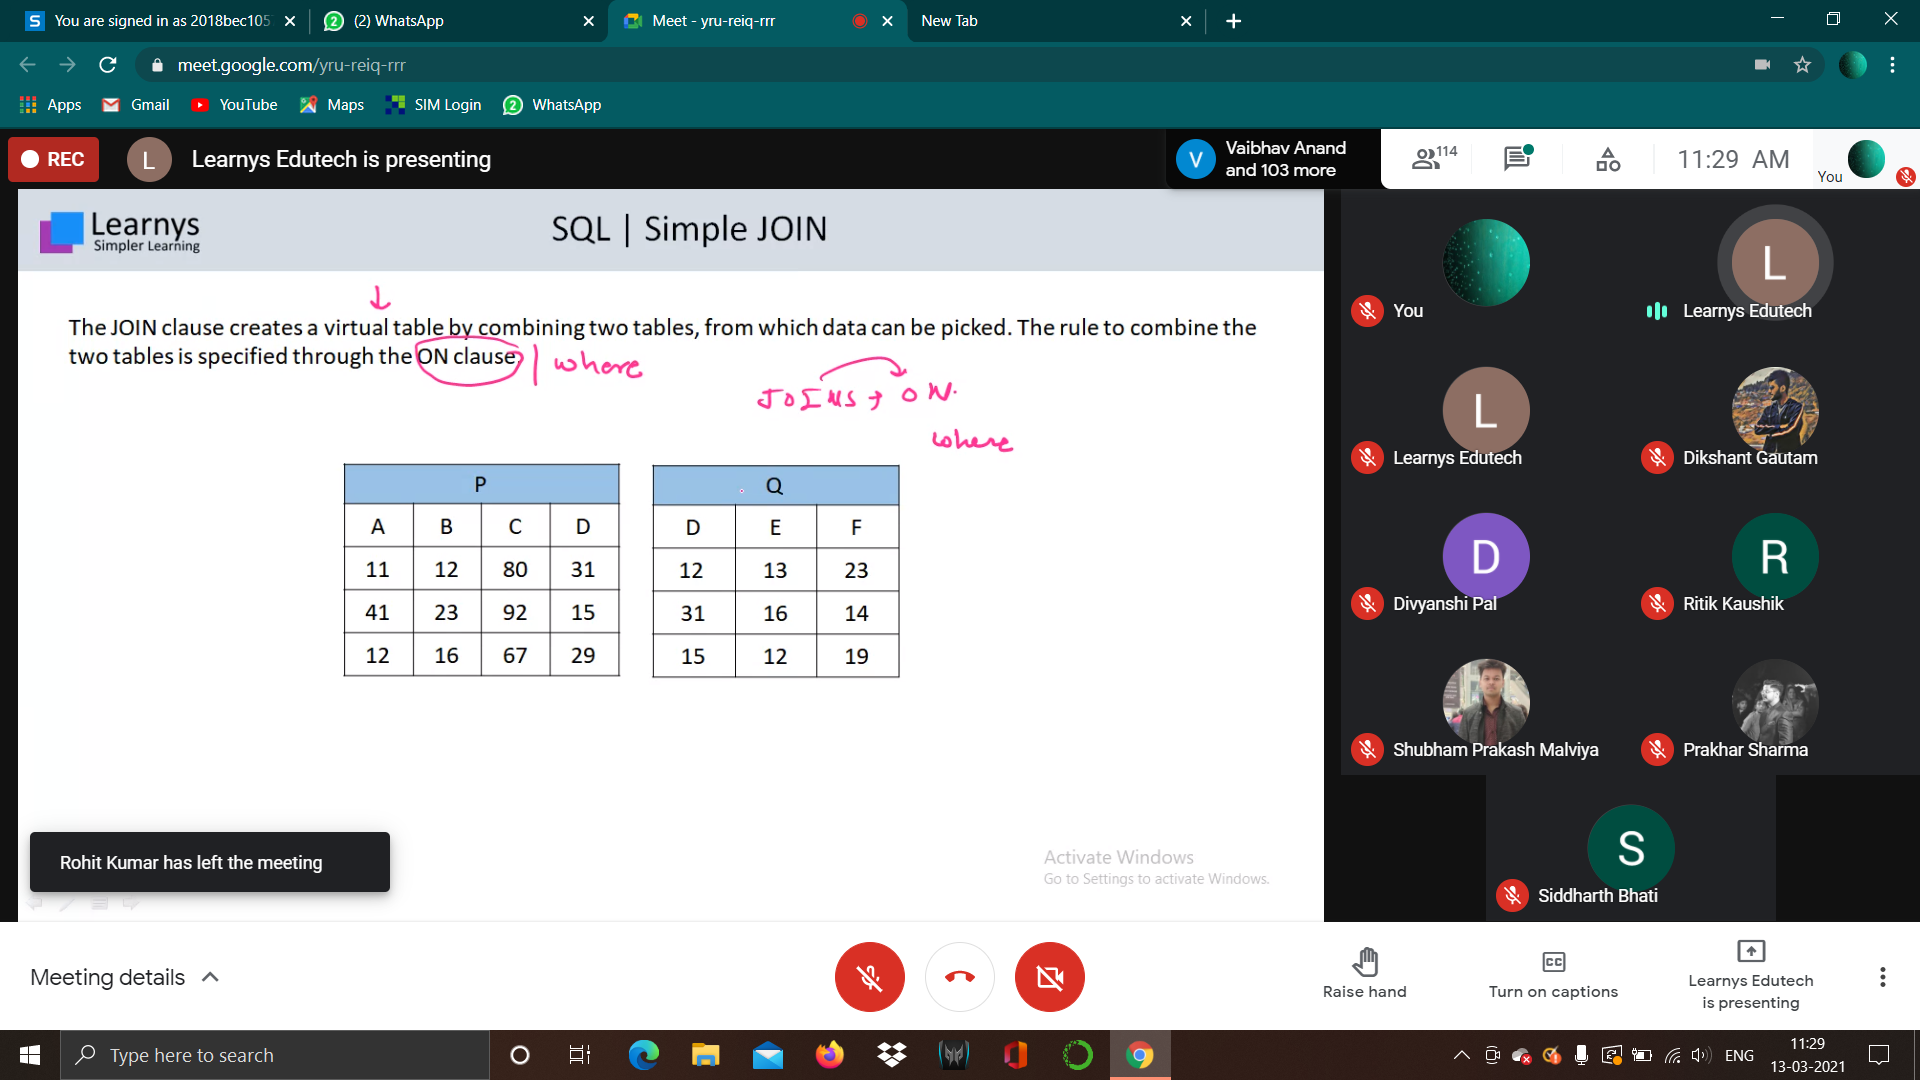 You are signed in as 2018bec105
(2) WhatsApp
Meet - yru-reiq-rrr
New Tab
meet.google.com/yru-reiq-rrr
Apps
Gmail
YouTube
Maps
SIM Login
WhatsApp
REC
L
Learnys Edutech is presenting
V
Vaibhav Anand
and 103 more
114
11:29 AM
You
Learnys
Simpler Learning
SQL | Simple JOIN
The JOIN clause creates a virtual table by combining two tables, from which data can be picked. The rule to combine the
two tables is specified through the ON clause.
| where
JOINS → ON.
where
P
A B C D
11 12 80 31
41 23 92 15
12 16 67 29
Q
D E F
12 13 23
31 16 14
15 12 19
You
L
Learnys Edutech
L
Learnys Edutech
Dikshant Gautam
D
Divyanshi Pal
R
Ritik Kaushik
Shubham Prakash Malviya
Prakhar Sharma
S
Siddharth Bhati
Rohit Kumar has left the meeting
Activate Windows
Go to Settings to activate Windows.
Meeting details
Raise hand
CC
Turn on captions
Learnys Edutech
is presenting
Type here to search
ENG
11:29
13-03-2021